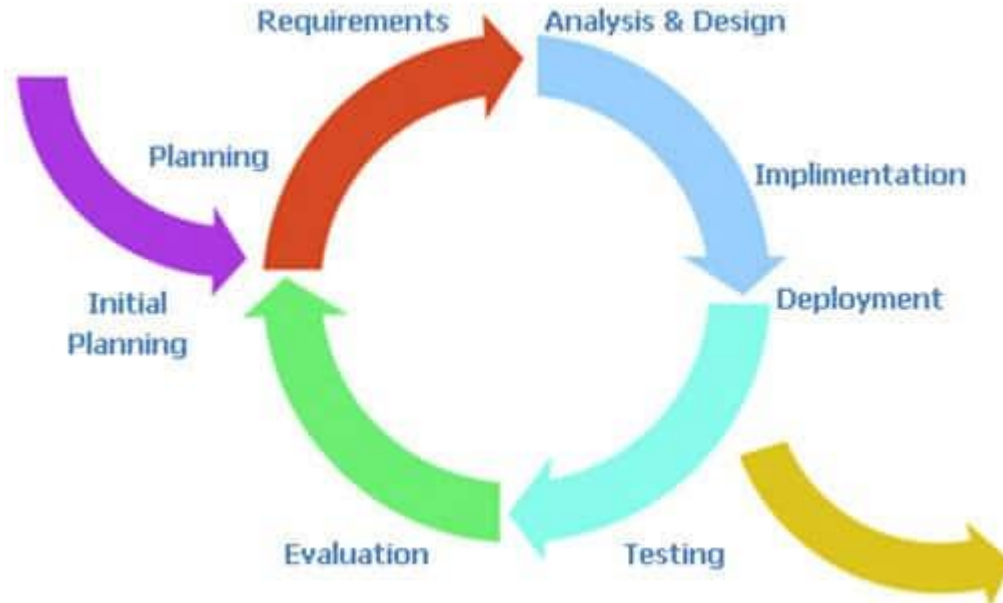 Requirements
Analysis & Design
Planning
Implimentation
Initial
Planning
Deployment
Evaluation
Testing